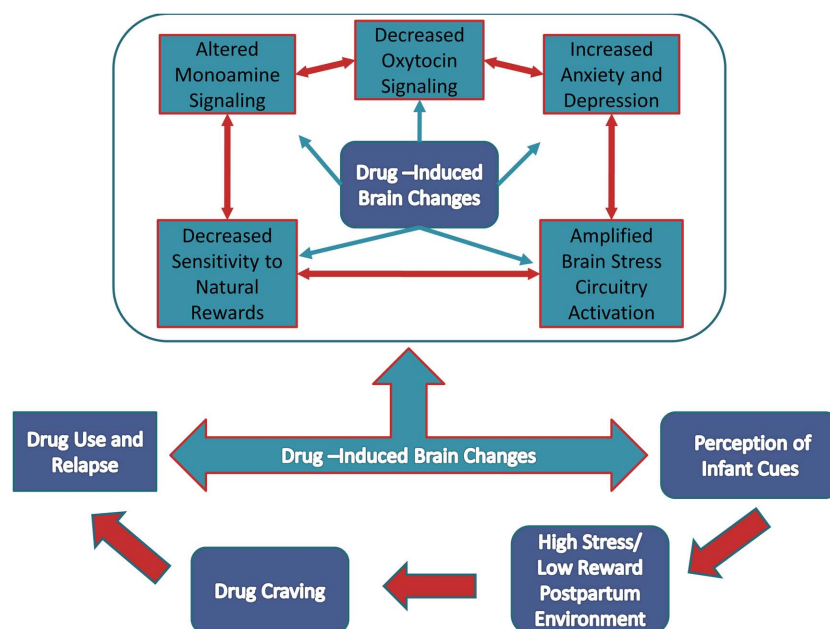 Altered
Monoamine
Signaling
Decreased
Oxytocin
Signaling
Increased
Anxiety and
Depression
Drug –Induced
Brain Changes
Decreased
Sensitivity to
Natural
Rewards
Amplified
Brain Stress
Circuitry
Activation
Drug Use and
Relapse
Drug –Induced Brain Changes
Perception of
Infant Cues
High Stress/
Low Reward
Postpartum
Environment
Drug Craving